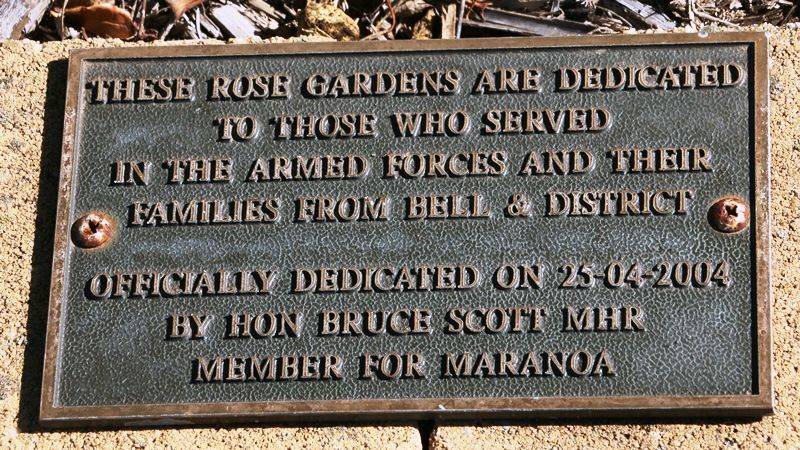 THESE ROSE GARDENS ARE DEDICATED
TO THOSE WHO SERVED
IN THE ARMED FORCES AND THEIR
FAMILIES FROM BELL & DISTRICT
OFFICIALLY DEDICATED ON 25-04-2004
BY HON BRUCE SCOTT MHR
MEMBER FOR MARANOA